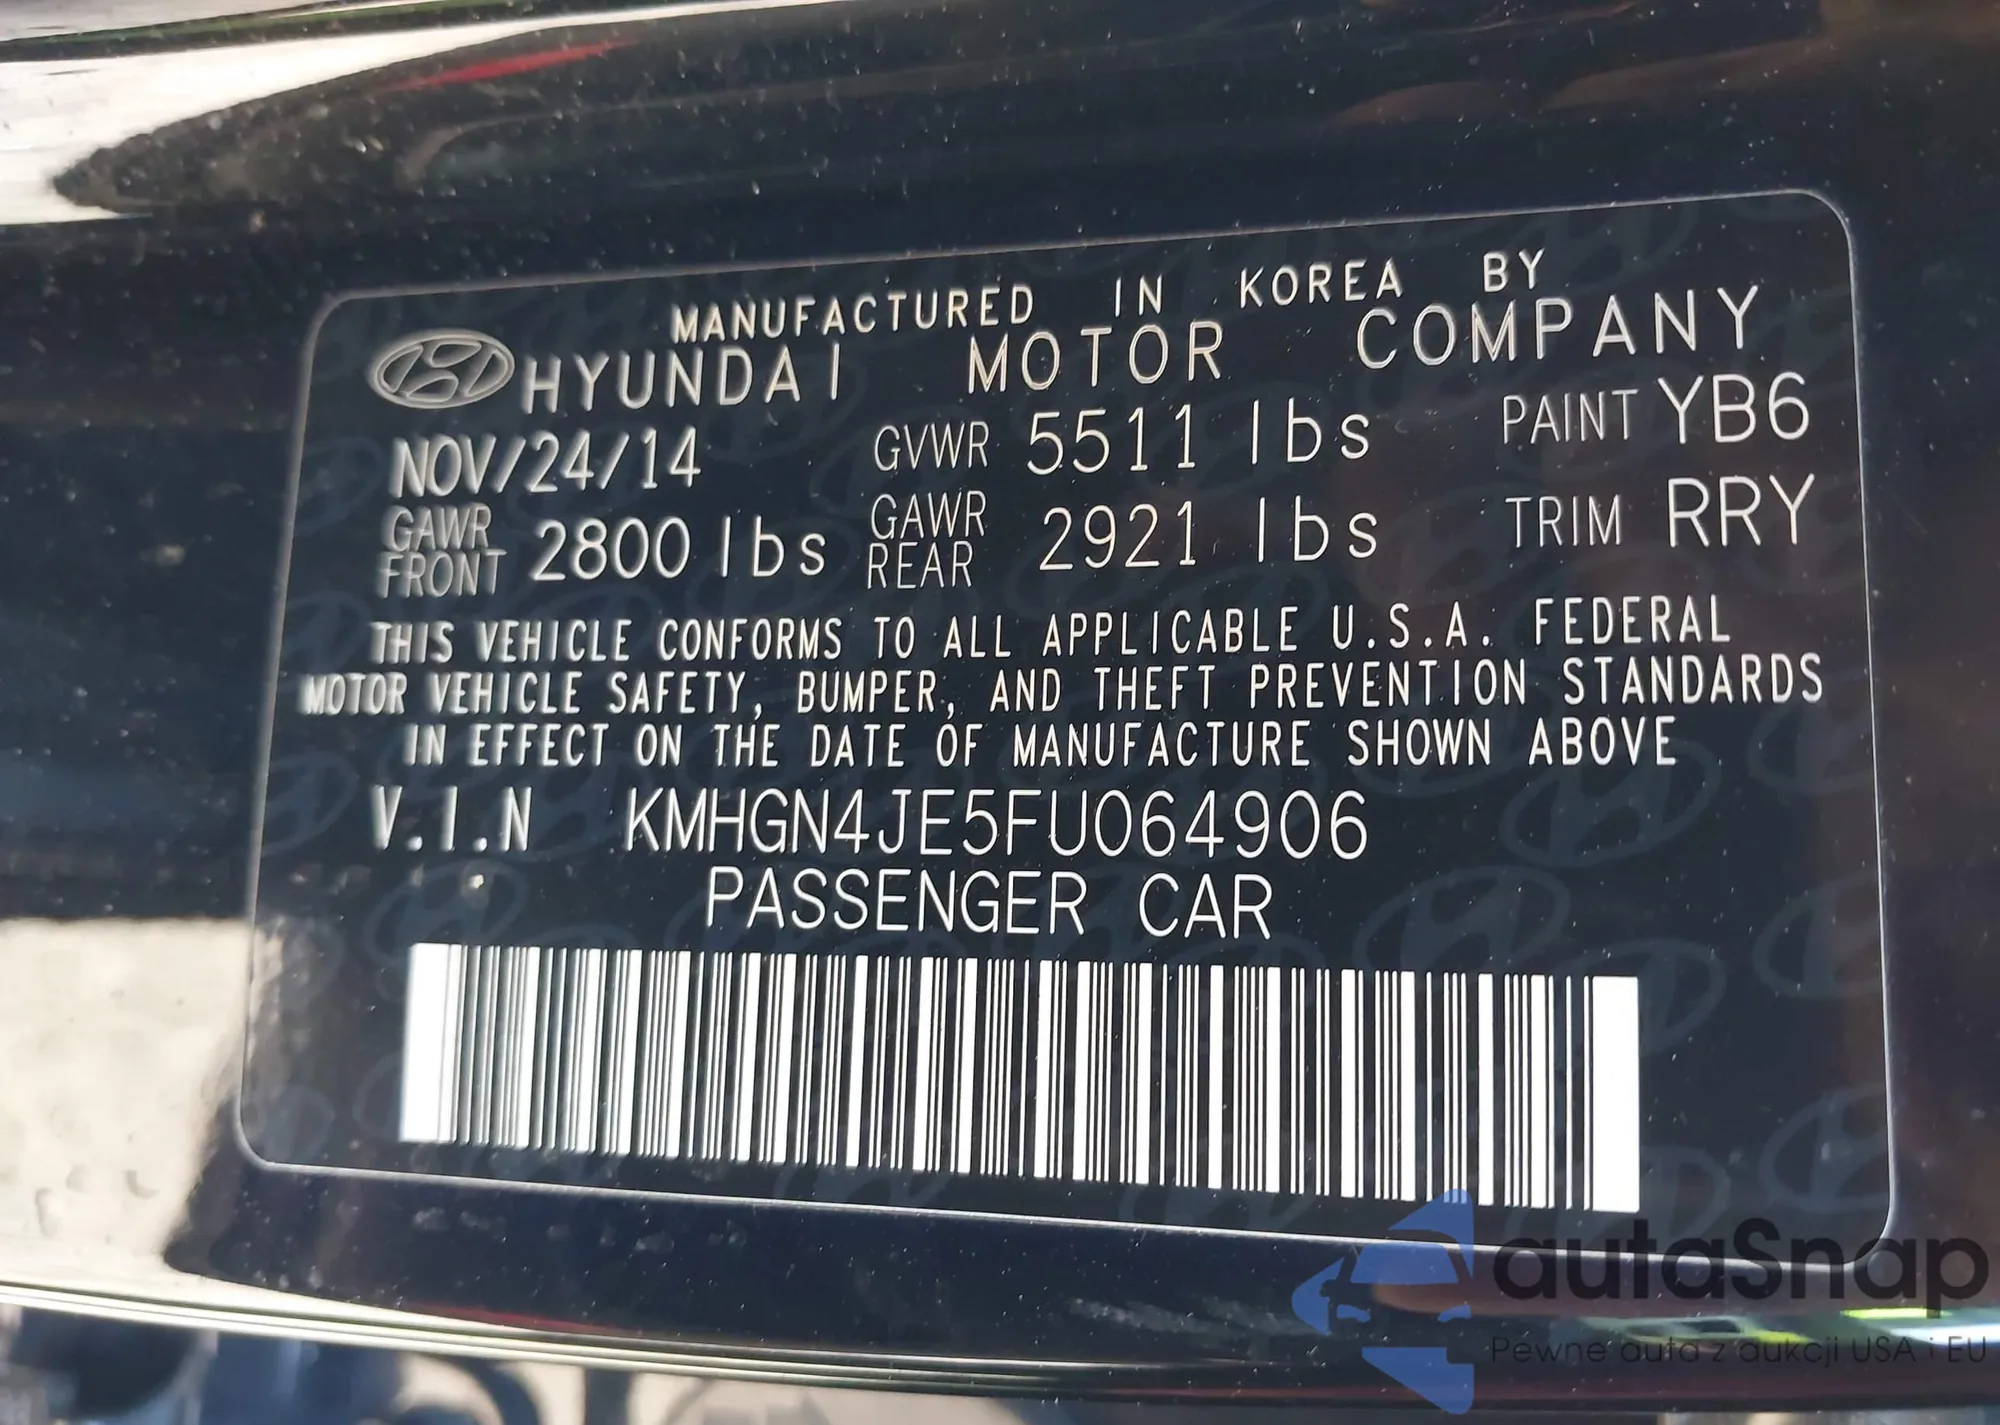 MANUFACTURED IN KOREA BY
HYUNDAI MOTOR COMPANY
NOV/24/14 GVWR 5511 lbs PAINT YB6
GAWR FRONT 2800 lbs GAWR REAR 2921 lbs TRIM RRY
THIS VEHICLE CONFORMS TO ALL APPLICABLE U.S.A. FEDERAL
MOTOR VEHICLE SAFETY, BUMPER, AND THEFT PREVENTION STANDARDS
IN EFFECT ON THE DATE OF MANUFACTURE SHOWN ABOVE
V.I.N KMHGN4JE5FU064906
PASSENGER CAR
autaSnap
Pewne auta z aukcji USA i EU